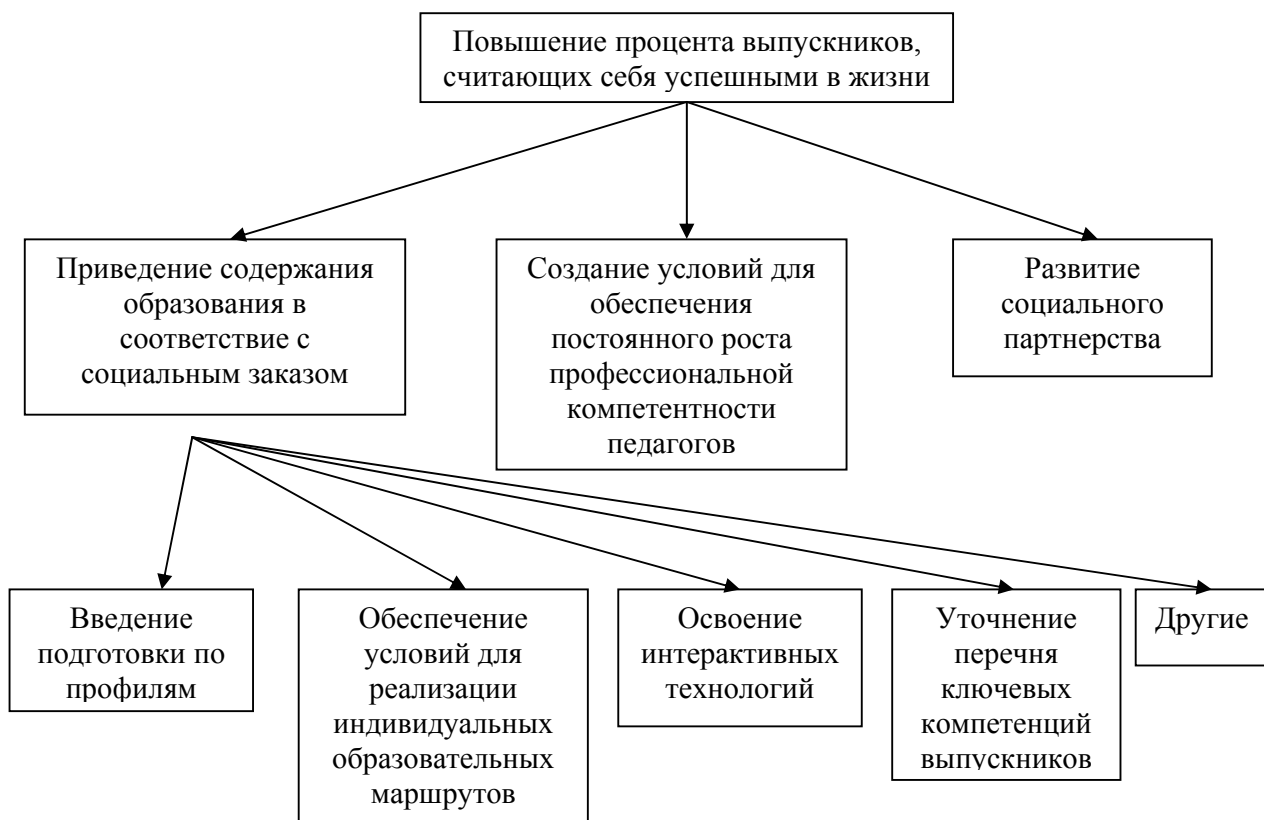 Повышение процента выпускников,
считающих себя успешными в жизни
Приведение содержания
образования в
соответствие с
социальным заказом
Создание условий для
обеспечения
постоянного роста
профессиональной
компетентности
педагогов
Развитие
социального
партнерства
Введение
подготовки по
профилям
Обеспечение
условий для
реализации
индивидуальных
образовательных
маршрутов
Освоение
интерактивных
технологий
Уточнение
перечня
ключевых
компетенций
выпускников
Другие